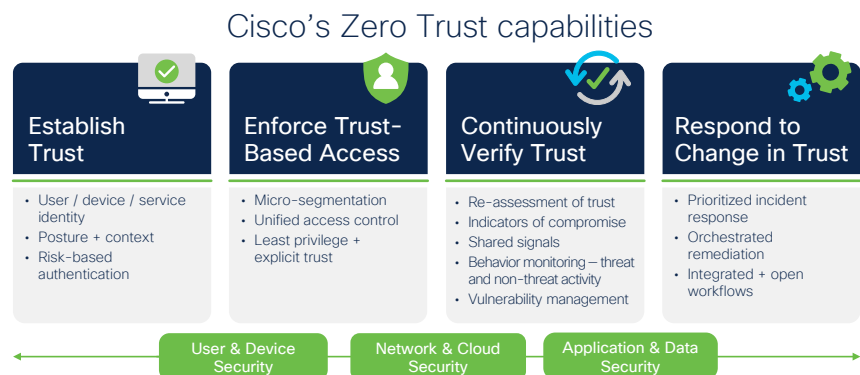 Cisco's Zero Trust capabilities
Establish
Trust
• User / device / service
identity
• Posture + context
• Risk-based
authentication
Enforce Trust-
Based Access
• Micro-segmentation
• Unified access control
• Least privilege +
explicit trust
Continuously
Verify Trust
• Re-assessment of trust
• Indicators of compromise
• Shared signals
• Behavior monitoring – threat
and non-threat activity
• Vulnerability management
Respond to
Change in Trust
• Prioritized incident
response
• Orchestrated
remediation
• Integrated + open
workflows
User & Device
Security
Network & Cloud
Security
Application & Data
Security